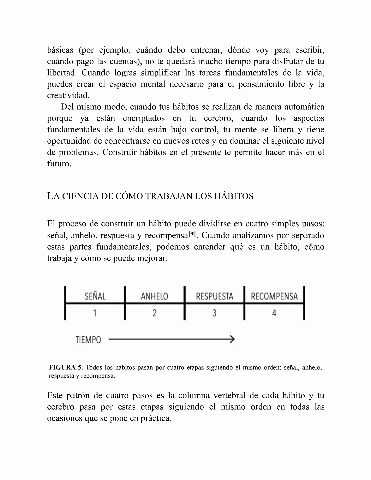 básicas (por ejemplo, cuándo debo entrenar, dónde voy para escribir,
cuándo pago las cuentas), no te quedará mucho tiempo para disfrutar de tu
libertad. Cuando logras simplificar las tareas fundamentales de la vida,
puedes crear el espacio mental necesario para el pensamiento libre y la
creatividad.
Del mismo modo, cuando tus hábitos se realizan de manera automática
porque ya están encriptados en tu cerebro, cuando los aspectos
fundamentales de la vida están bajo control, tu mente se libera y tiene
oportunidad de concentrarse en nuevos retos y en dominar el siguiente nivel
de problemas. Construir hábitos en el presente te permite hacer más en el
futuro.
LA CIENCIA DE CÓMO TRABAJAN LOS HÁBITOS
El proceso de construir un hábito puede dividirse en cuatro simples pasos:
señal, anhelo, respuesta y recompensa[*]. Cuando analizamos por separado
estas partes fundamentales, podemos entender qué es un hábito, cómo
trabaja y cómo se puede mejorar.
SEÑAL ANHELO RESPUESTA RECOMPENSA
1 2 3 4
TIEMPO
FIGURA 5. Todos los hábitos pasan por cuatro etapas siguiendo el mismo orden: señal, anhelo,
respuesta y recompensa.
Este patrón de cuatro pasos es la columna vertebral de cada hábito y tu
cerebro pasa por estas etapas siguiendo el mismo orden en todas las
ocasiones que se pone en práctica.